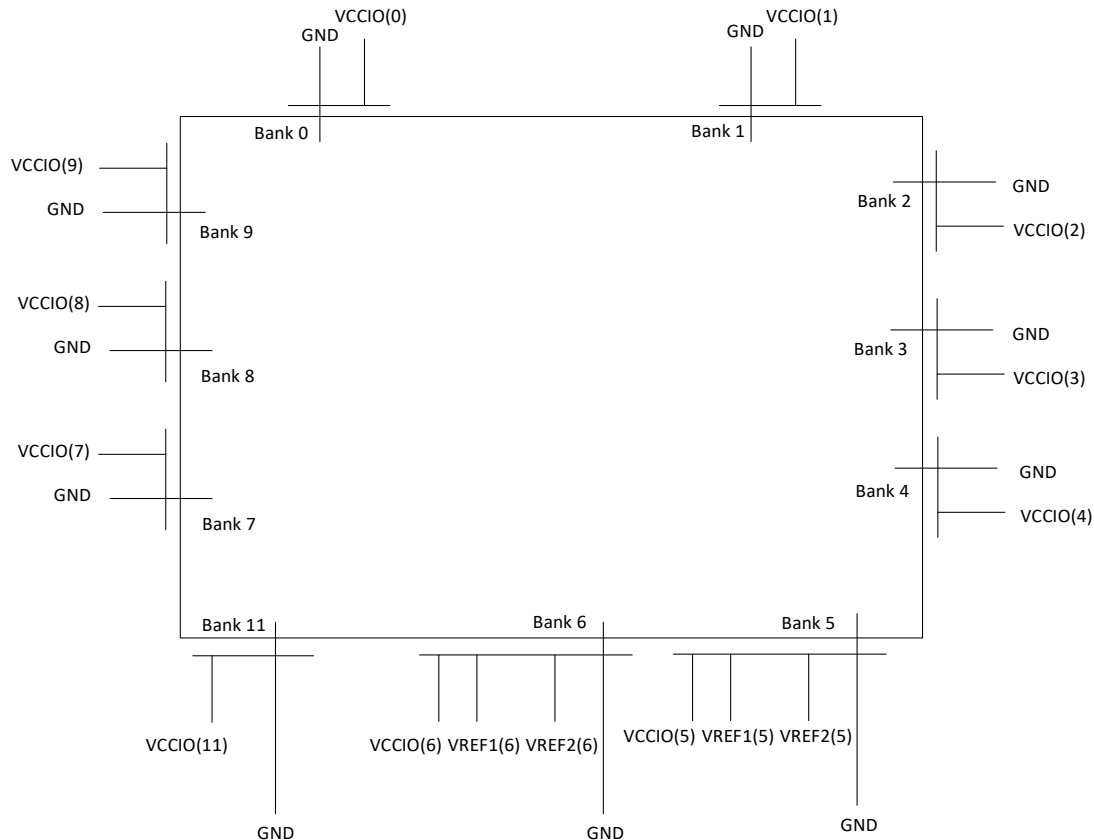 VCCIO(0)
GND
VCCIO(1)
GND
Bank 0
Bank 1
VCCIO(9)
GND
Bank 9
Bank 2
GND
VCCIO(2)
VCCIO(8)
GND
Bank 8
Bank 3
GND
VCCIO(3)
VCCIO(7)
GND
Bank 7
Bank 4
GND
VCCIO(4)
Bank 11
Bank 6
Bank 5
VCCIO(11)
VCCIO(6) VREF1(6) VREF2(6)
VCCIO(5) VREF1(5) VREF2(5)
GND
GND
GND